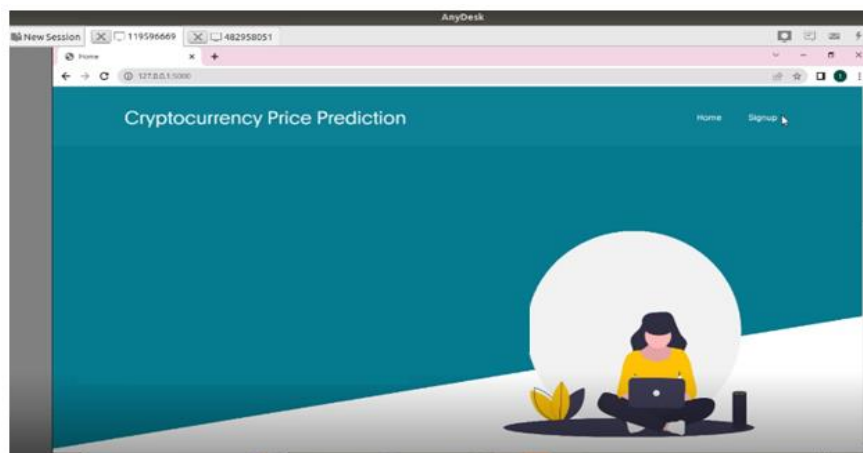 AnyDesk
New Session 119596669 482958051
Home
127.0.0.1:5000
Cryptocurrency Price Prediction
Home Signup